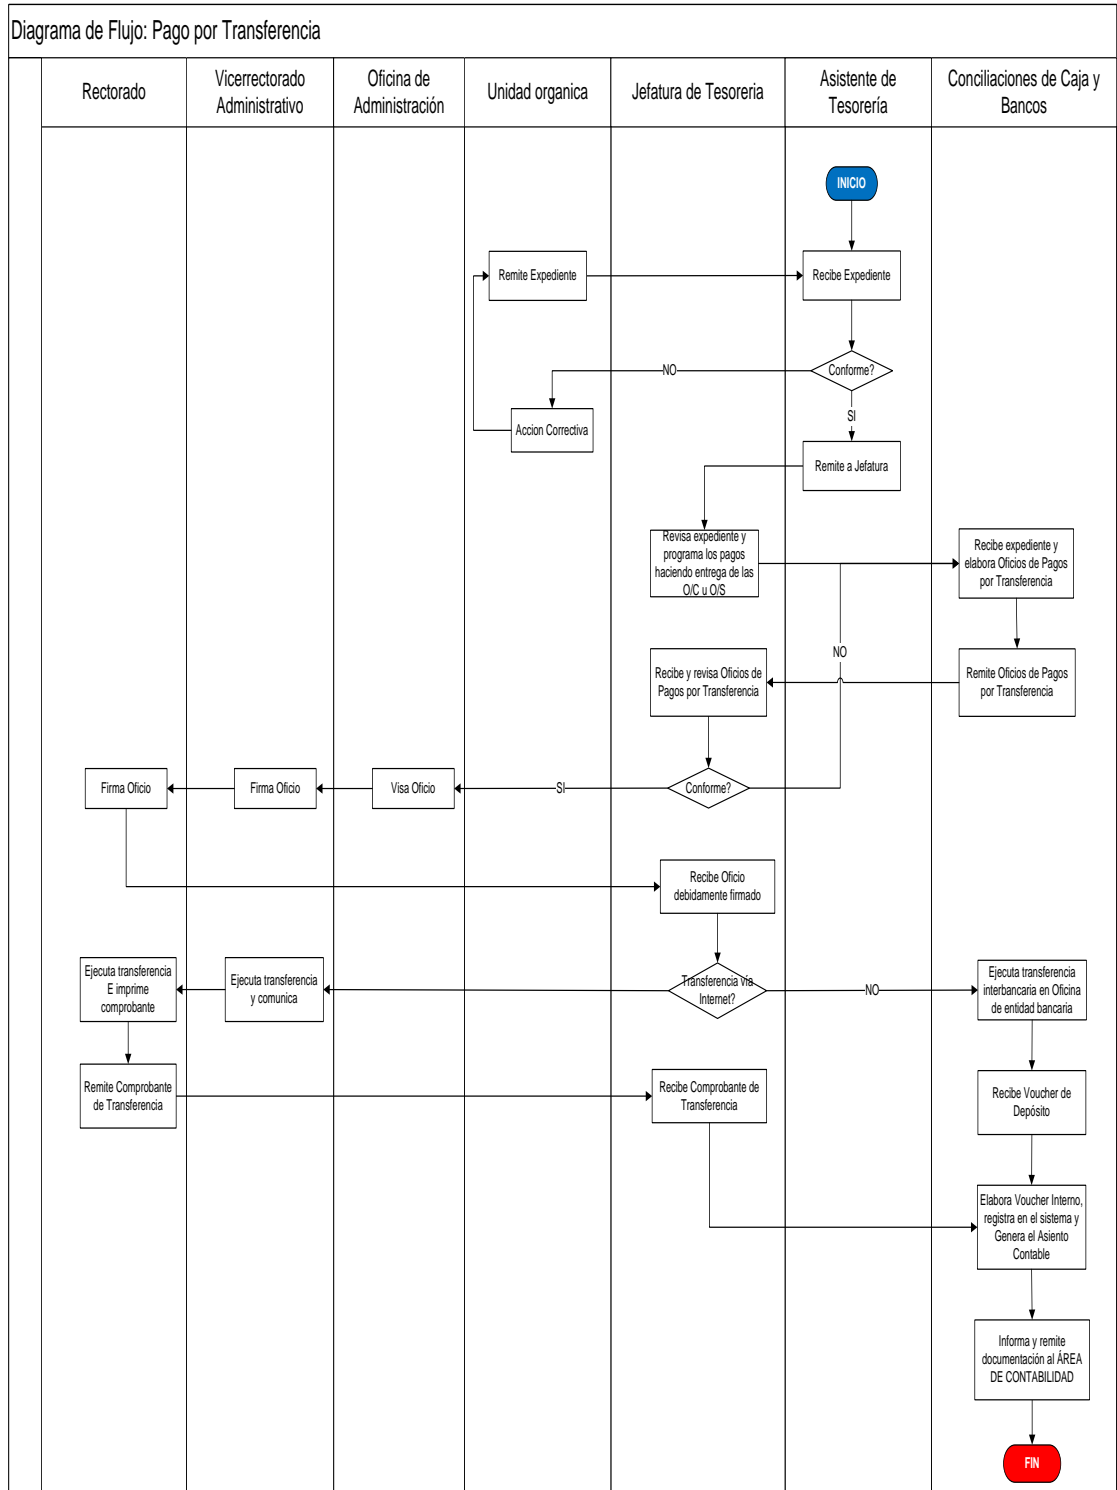 Diagrama de Flujo: Pago por Transferencia
Rectorado
Vicerrectorado
Administrativo
Oficina de
Administración
Unidad organica
Jefatura de Tesoreria
Asistente de
Tesorería
Conciliaciones de Caja y
Bancos
INICIO
Remite Expediente
Recibe Expediente
Conforme?
NO
SI
Accion Correctiva
Remite a Jefatura
Revisa expediente y
programa los pagos
haciendo entrega de las
O/C u O/S
Recibe expediente y
elabora Oficios de Pagos
por Transferencia
NO
Recibe y revisa Oficios de
Pagos por Transferencia
Remite Oficios de Pagos
por Transferencia
Firma Oficio
Firma Oficio
Visa Oficio
SI
Conforme?
Recibe Oficio
debidamente firmado
Ejecuta transferencia
E imprime
comprobante
Ejecuta transferencia
y comunica
Transferencia vía
Internet?
NO
Ejecuta transferencia
interbancaria en Oficina
de entidad bancaria
Remite Comprobante
de Transferencia
Recibe Comprobante de
Transferencia
Recibe Voucher de
Depósito
Elabora Voucher Interno,
registra en el sistema y
Genera el Asiento
Contable
Informa y remite
documentación al ÁREA
DE CONTABILIDAD
FIN